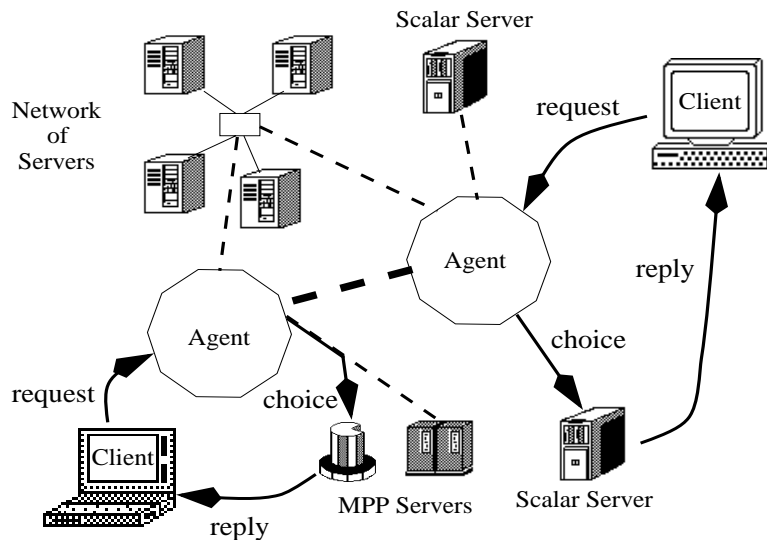 Scalar Server
Network
of
Servers
request
Client
Agent
reply
Agent
choice
request
choice
Client
MPP Servers
Scalar Server
reply